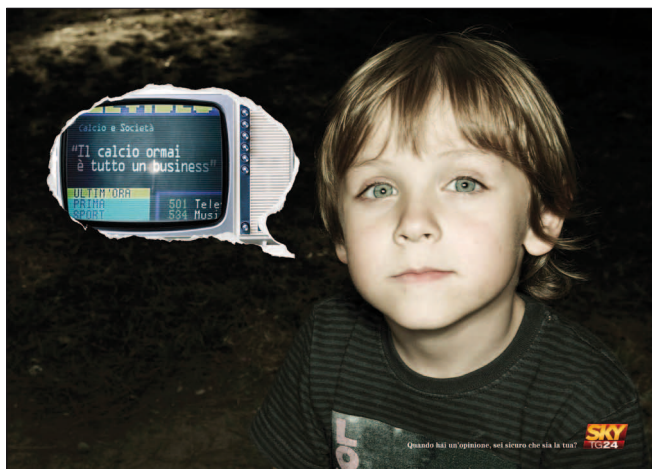 Calcio e Società
“Il calcio ormai
è tutto un business”
ULTIM'ORA
PRIMA 501 Tele
SPORT 534 Musi
Quando hai un'opinione, sei sicuro che sia la tua?
SKY
TG24